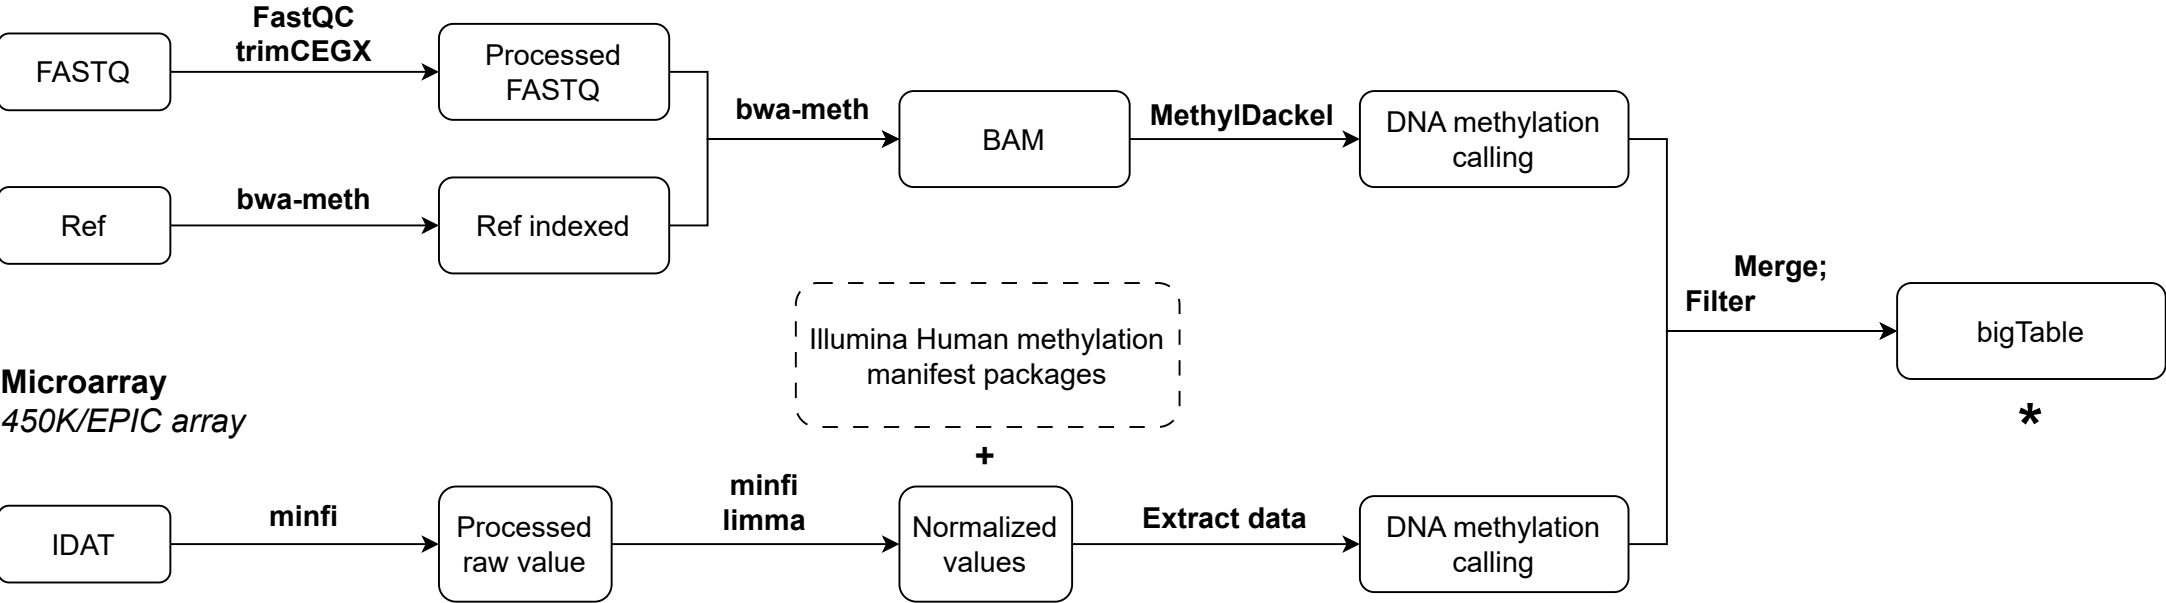 FastQC
trimCEGX
FASTQ
Processed
FASTQ
bwa-meth
BAM
MethylDackel
DNA methylation
calling
Ref
bwa-meth
Ref indexed
Merge;
Filter
bigTable
*
Illumina Human methylation
manifest packages
+
Microarray
450K/EPIC array
IDAT
minfi
Processed
raw value
minfi
limma
Normalized
values
Extract data
DNA methylation
calling